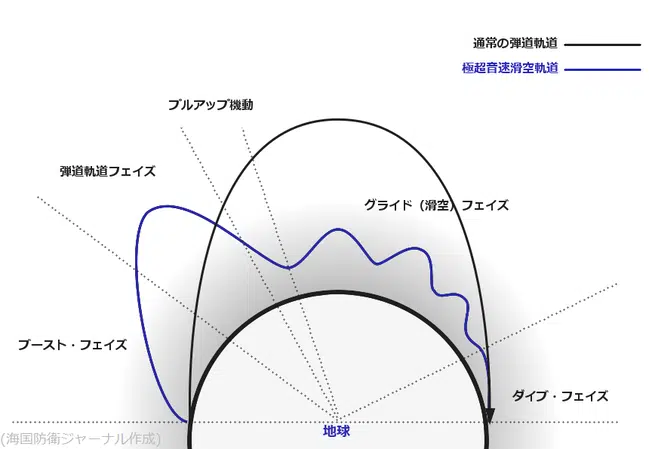 通常の弾道軌道
極超音速滑空軌道
プルアップ機動
弾道軌道フェイズ
グライド（滑空）フェイズ
ブースト・フェイズ
ダイブ・フェイズ
地球
(海国防衛ジャーナル作成)